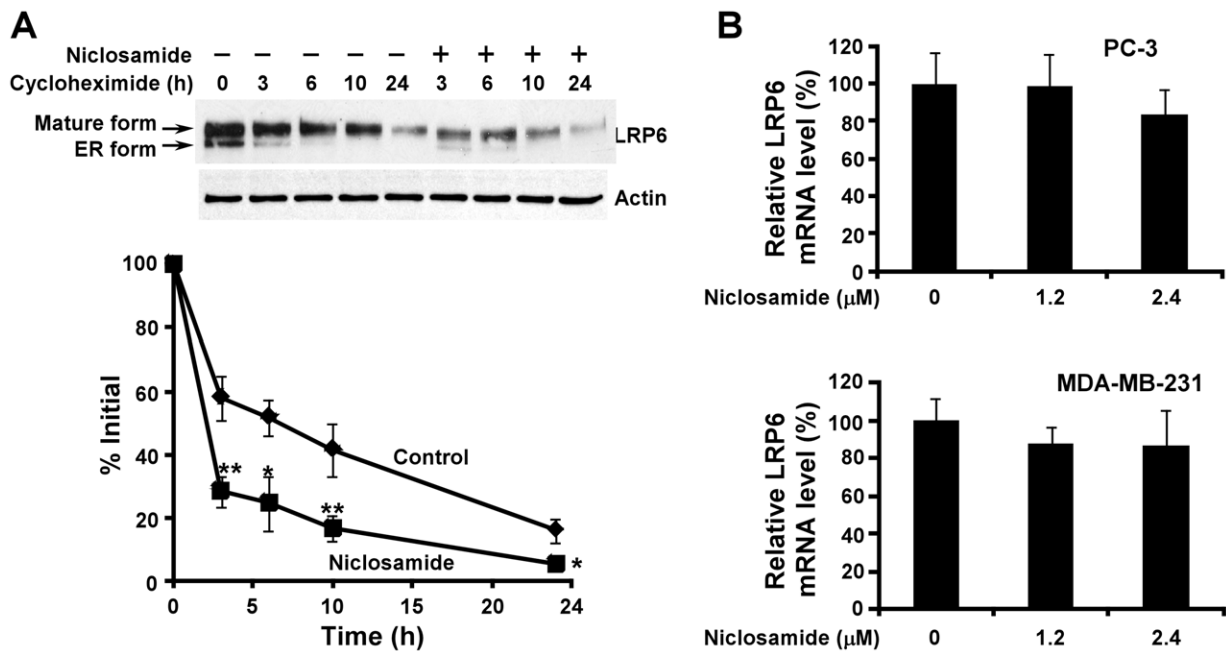 A
Niclosamide − − − − − + + + +
Cycloheximide (h) 0 3 6 10 24 3 6 10 24
Mature form
ER form
LRP6
Actin
100
80
60
40
20
0
% Initial
** * ** *
Control
Niclosamide
0 5 10 15 20 24
Time (h)
B
PC-3
Relative LRP6
mRNA level (%)
120
100
80
60
40
20
0
Niclosamide (μM) 0 1.2 2.4
MDA-MB-231
Relative LRP6
mRNA level (%)
120
100
80
60
40
20
0
Niclosamide (μM) 0 1.2 2.4